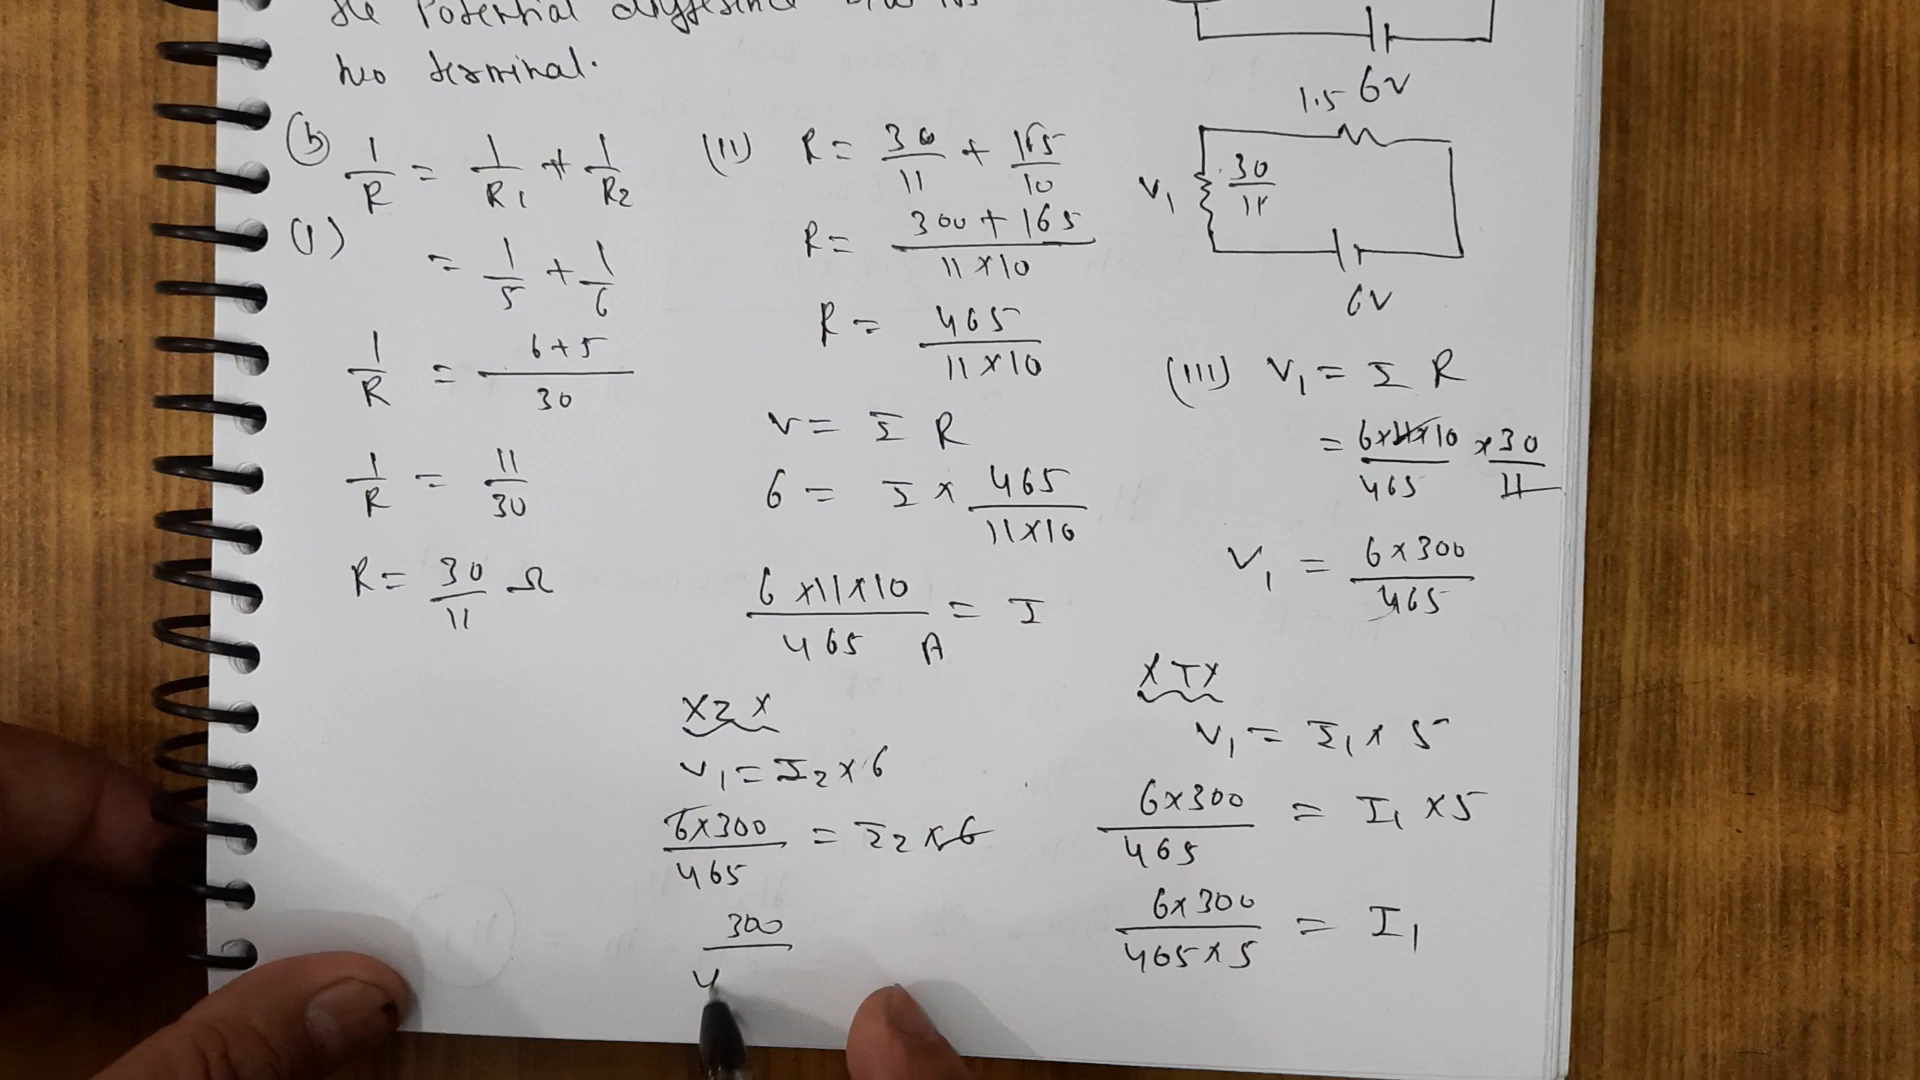 the Potential difference
two terminal.
(b) 1/R = 1/R1 + 1/R2
(1)
= 1/5 + 1/6
1/R = 6+5/30
1/R = 11/30
R = 30/11 Ω
(11) R = 30/11 + 165/10
R = 300 + 165/11×10
R = 465/11×10
V = I R
6 = I × 465/11×10
6×11×10/465 A = I
6V
1.5
V1 30/11
6V
(111) V1 = I R
= 6×11×10/465 × 30/11
V1 = 6×300/465
X Z X
V1 = I2 × 6
6×300/465 = I2 × 6
300
4
X T Y
V1 = I1 × 5
6×300/465 = I1 × 5
6×300/465×5 = I1